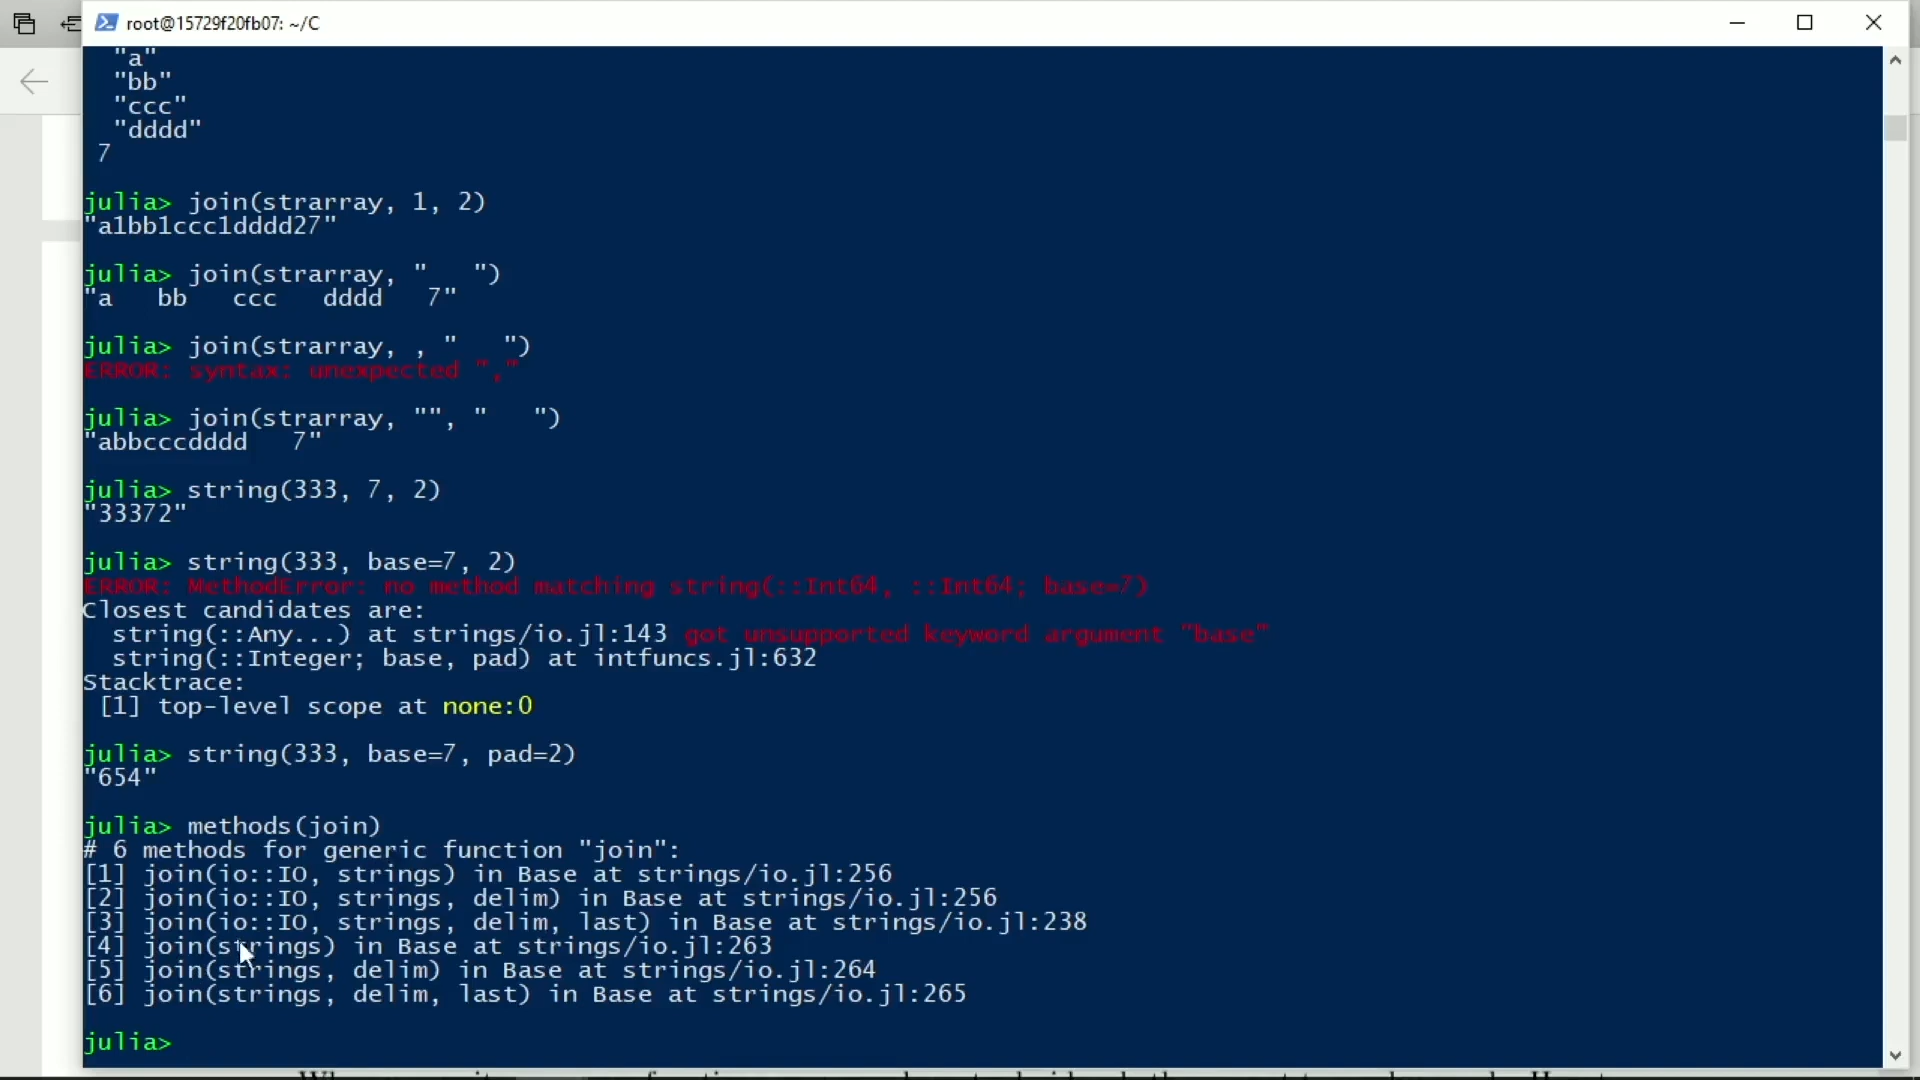 root@15729f20fb07: ~/C
"a"
"bb"
"ccc"
"dddd"
7
julia> join(strarray, 1, 2)
"a1bb1ccc1dddd27"
julia> join(strarray, "   ")
"a   bb   ccc   dddd   7"
julia> join(strarray, , "   ")
ERROR: syntax: unexpected ","
julia> join(strarray, "", "   ")
"abbcccdddd   7"
julia> string(333, 7, 2)
"33372"
julia> string(333, base=7, 2)
ERROR: MethodError: no method matching string(::Int64, ::Int64; base=7)
Closest candidates are:
string(::Any...) at strings/io.jl:143 got unsupported keyword argument "base"
string(::Integer; base, pad) at intfuncs.jl:632
Stacktrace:
[1] top-level scope at none:0
julia> string(333, base=7, pad=2)
"654"
julia> methods(join)
# 6 methods for generic function "join":
[1] join(io::IO, strings) in Base at strings/io.jl:256
[2] join(io::IO, strings, delim) in Base at strings/io.jl:256
[3] join(io::IO, strings, delim, last) in Base at strings/io.jl:238
[4] join(strings) in Base at strings/io.jl:263
[5] join(strings, delim) in Base at strings/io.jl:264
[6] join(strings, delim, last) in Base at strings/io.jl:265
julia>